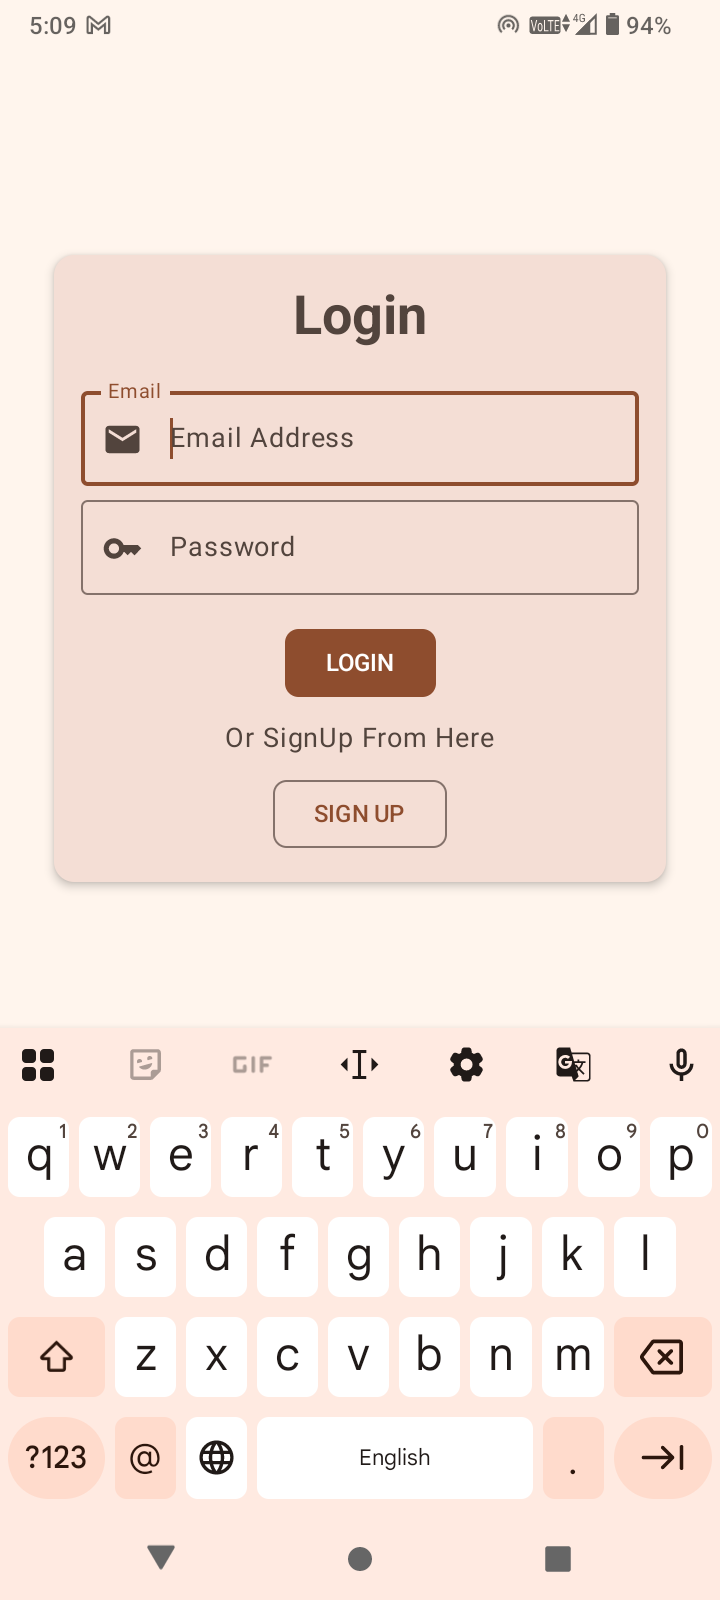 5:09 VoLTE 4G 94%
Login
Email
Email Address
Password
LOGIN
Or SignUp From Here
SIGN UP
GIF G 文
q 1 w 2 e 3 r 4 t 5 y 6 u 7 i 8 o 9 p 0
a s d f g h j k l
z x c v b n m
?123 @ English .